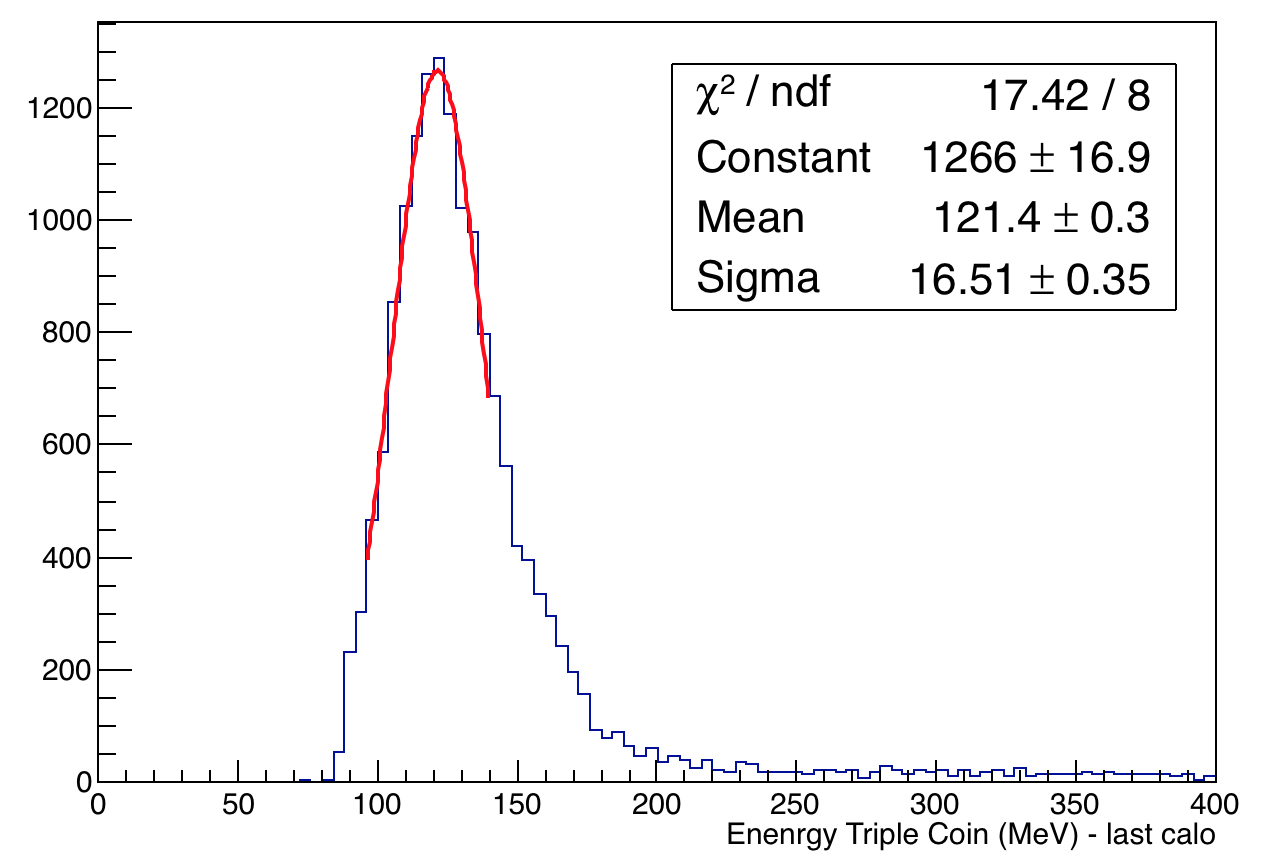 χ² / ndf 17.42 / 8
Constant 1266 ± 16.9
Mean 121.4 ± 0.3
Sigma 16.51 ± 0.35
1200
1000
800
600
400
200
0
0 50 100 150 200 250 300 350 400
Enenrgy Triple Coin (MeV) - last calo